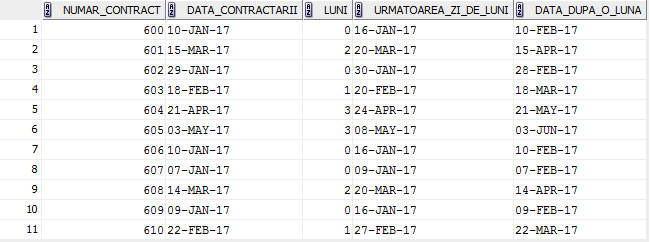 NUMAR_CONTRACT DATA_CONTRACTARII LUNI URMATOAREA_ZI_DE_LUNI DATA_DUPA_O_LUNA
1 600 10-JAN-17 0 16-JAN-17 10-FEB-17
2 601 15-MAR-17 2 20-MAR-17 15-APR-17
3 602 29-JAN-17 0 30-JAN-17 28-FEB-17
4 603 18-FEB-17 1 20-FEB-17 18-MAR-17
5 604 21-APR-17 3 24-APR-17 21-MAY-17
6 605 03-MAY-17 3 08-MAY-17 03-JUN-17
7 606 10-JAN-17 0 16-JAN-17 10-FEB-17
8 607 07-JAN-17 0 09-JAN-17 07-FEB-17
9 608 14-MAR-17 2 20-MAR-17 14-APR-17
10 609 09-JAN-17 0 16-JAN-17 09-FEB-17
11 610 22-FEB-17 1 27-FEB-17 22-MAR-17